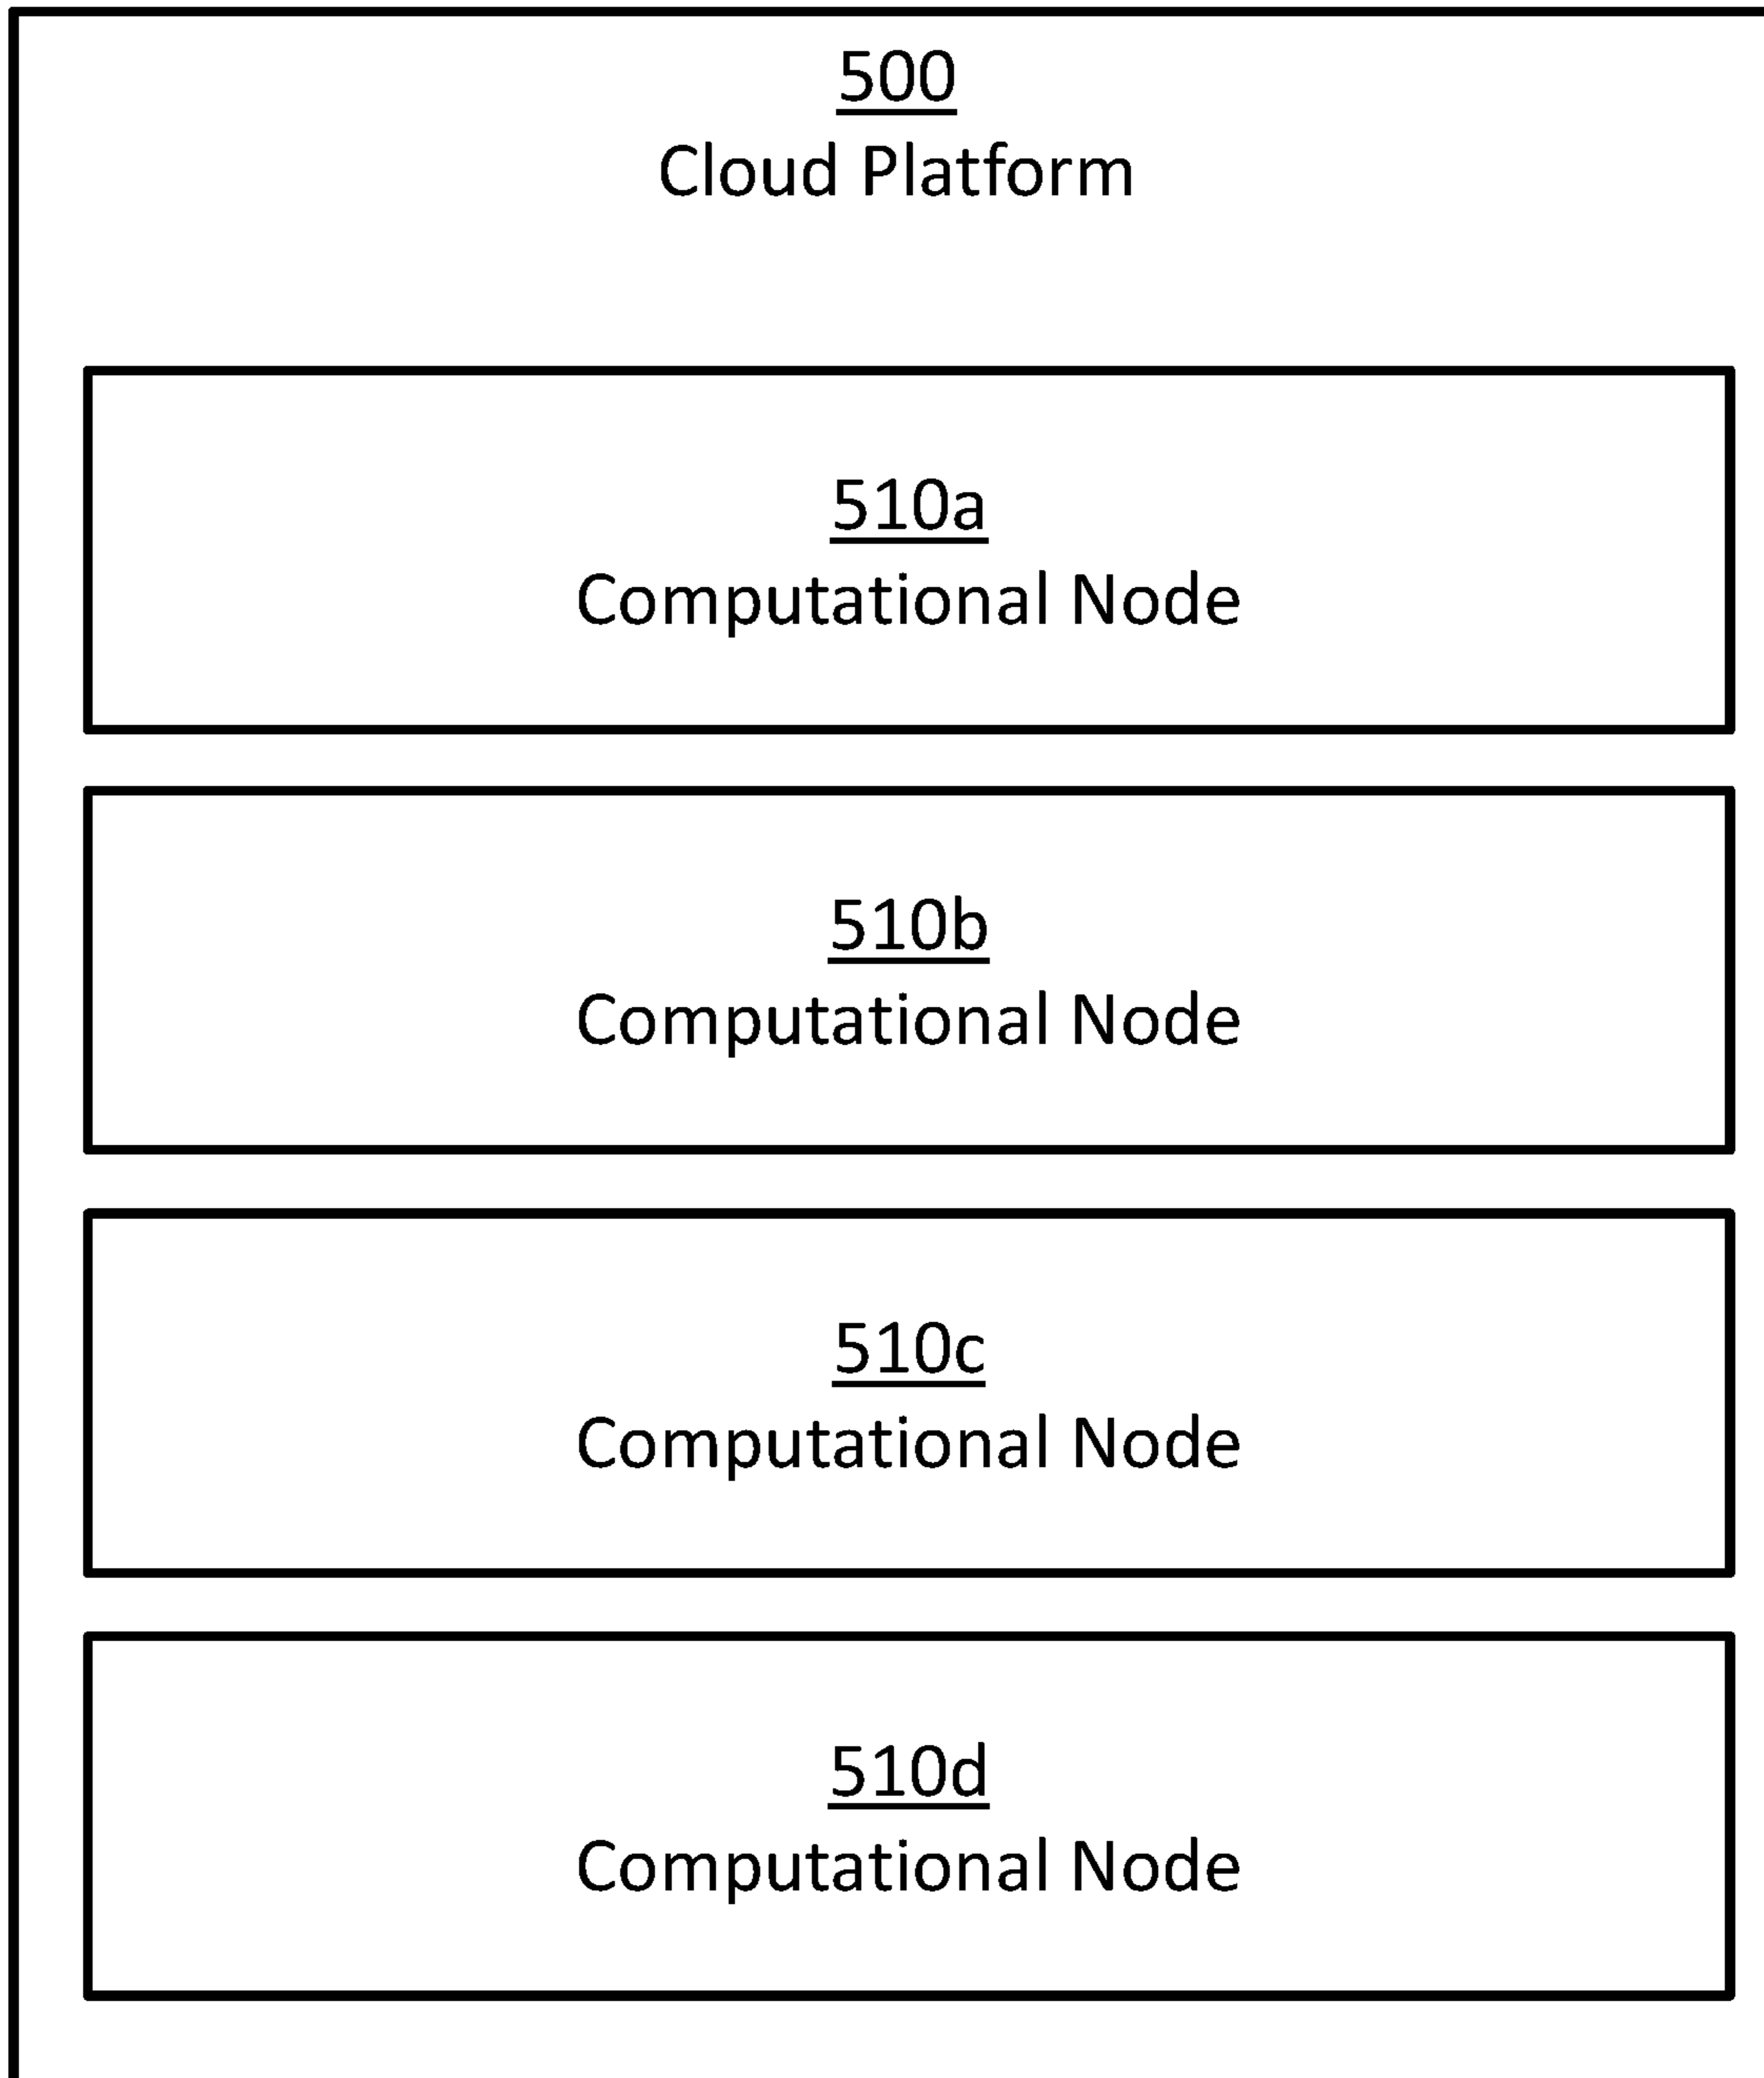 500
Cloud Platform
510a
Computational Node
510b
Computational Node
510c
Computational Node
510d
Computational Node